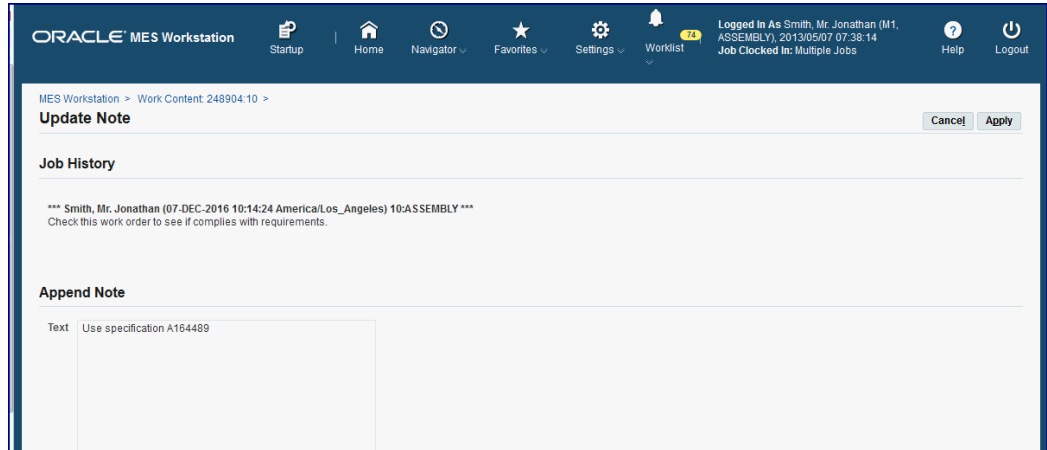 ORACLE MES Workstation
Startup
Home
Navigator
Favorites
Settings
Worklist
74
Logged In As Smith, Mr. Jonathan (M1,
ASSEMBLY), 2013/05/07 07:38:14
Job Clocked In: Multiple Jobs
Help
Logout
MES Workstation > Work Content: 248904:10 >
Update Note
Cancel
Apply
Job History
*** Smith, Mr. Jonathan (07-DEC-2016 10:14:24 America/Los_Angeles) 10:ASSEMBLY ***
Check this work order to see if complies with requirements.
Append Note
Text
Use specification A164489